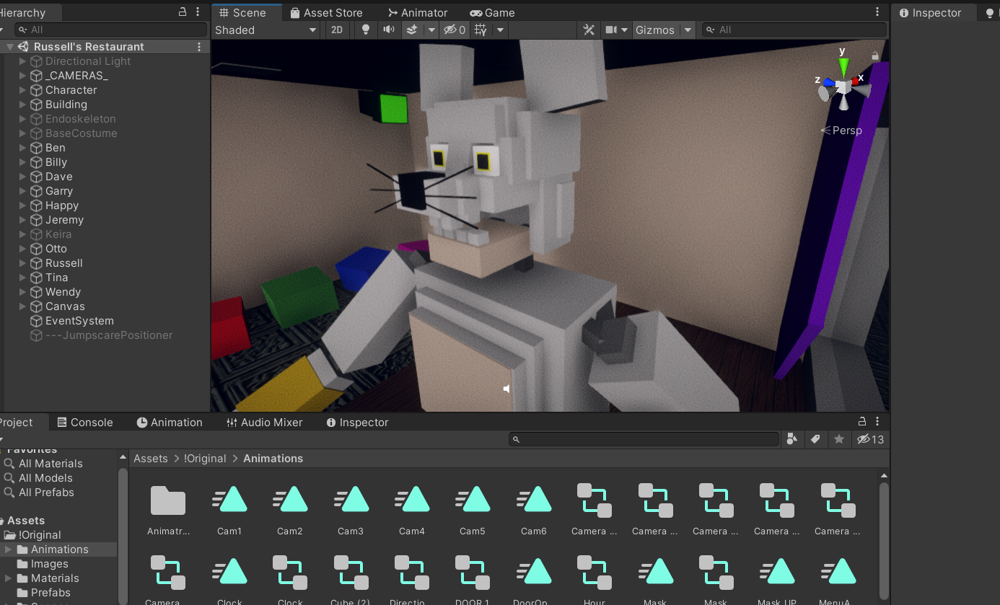 Hierarchy
Scene Asset Store Animator Game
Inspector
All
Shaded 2D 0 Gizmos All
Russell's Restaurant
Directional Light
_CAMERAS_
Character
Building
Endoskeleton
BaseCostume
Ben
Billy
Dave
Garry
Happy
Jeremy
Keira
Otto
Russell
Tina
Wendy
Canvas
EventSystem
---JumpscarePositioner
y
z x
Persp
Project Console Animation Audio Mixer Inspector
13
Favorites
All Materials
All Models
All Prefabs
Assets
!Original
Animations
Images
Materials
Prefabs
Assets > !Original > Animations
Animatr... Cam1 Cam2 Cam3 Cam4 Cam5 Cam6 Camera ... Camera ... Camera ... Camera ... Camera ...
Camera Clock Clock Cube (2) Directio DOOR 1 DoorOp Hour Mask Mask Mask UP MenuA